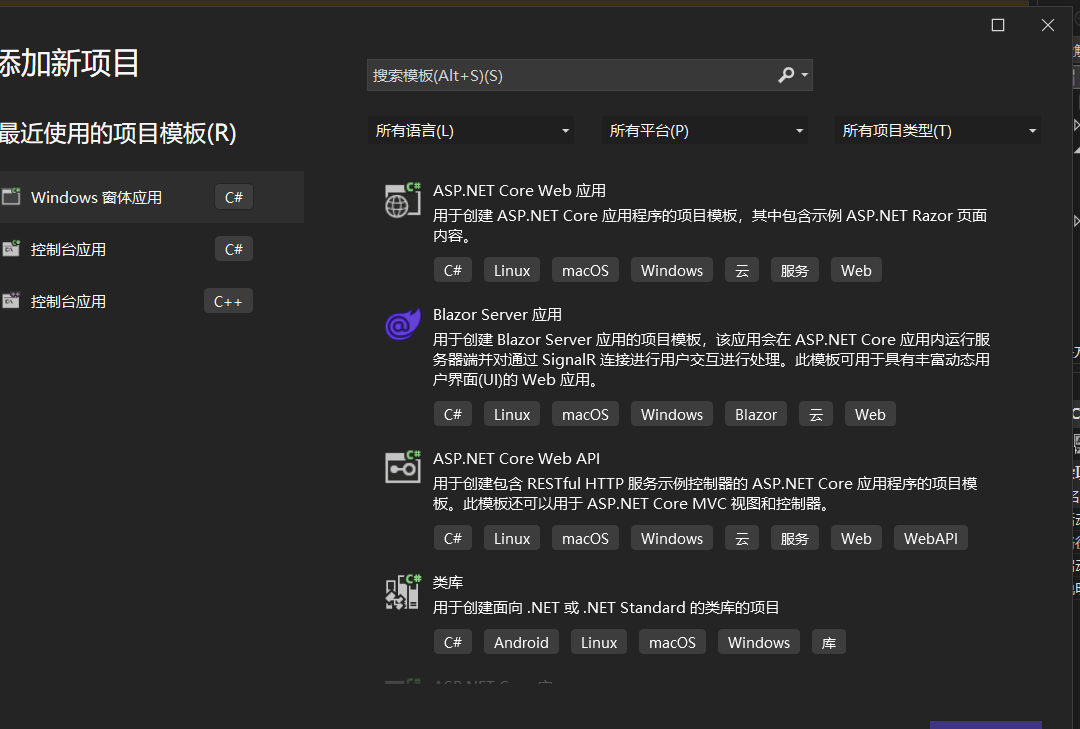 添加新项目
最近使用的项目模板(R)
Windows 窗体应用 C#
控制台应用 C#
控制台应用 C++
搜索模板(Alt+S)(S)
所有语言(L) 所有平台(P) 所有项目类型(T)
ASP.NET Core Web 应用
用于创建 ASP.NET Core 应用程序的项目模板，其中包含示例 ASP.NET Razor 页面
内容。
C# Linux macOS Windows 云 服务 Web
Blazor Server 应用
用于创建 Blazor Server 应用的项目模板，该应用会在 ASP.NET Core 应用内运行服
务器端并对通过 SignalR 连接进行用户交互进行处理。此模板可用于具有丰富动态用
户界面(UI)的 Web 应用。
C# Linux macOS Windows Blazor 云 Web
ASP.NET Core Web API
用于创建包含 RESTful HTTP 服务示例控制器的 ASP.NET Core 应用程序的项目模
板。此模板还可以用于 ASP.NET Core MVC 视图和控制器。
C# Linux macOS Windows 云 服务 Web WebAPI
类库
用于创建面向 .NET 或 .NET Standard 的类库的项目
C# Android Linux macOS Windows 库